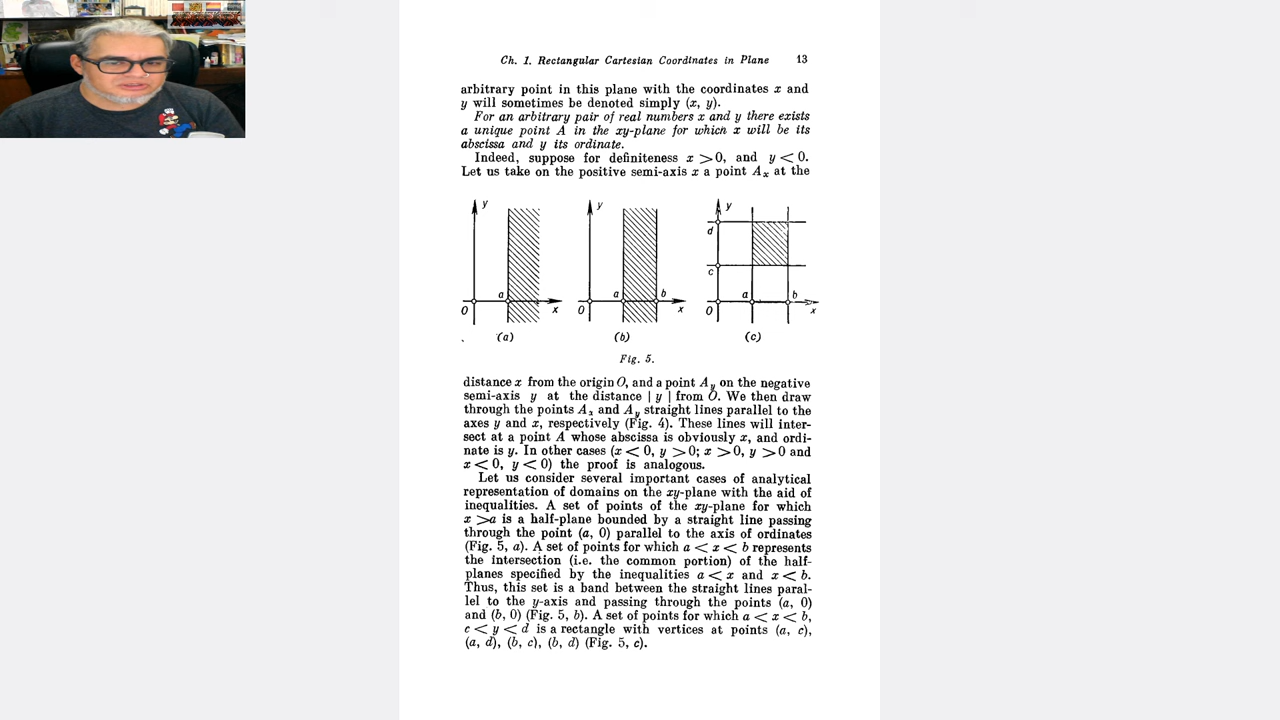 Ch. 1. Rectangular Cartesian Coordinates in Plane 13
arbitrary point in this plane with the coordinates x and
y will sometimes be denoted simply (x, y).
For an arbitrary pair of real numbers x and y there exists
a unique point A in the xy-plane for which x will be its
abscissa and y its ordinate.
Indeed, suppose for definiteness x > 0, and y < 0.
Let us take on the positive semi-axis x a point Aₓ at the
y y y
d
c
a a b a b
O x O x O x
(a) (b) (c)
Fig. 5.
distance x from the origin O, and a point A_y on the negative
semi-axis y at the distance | y | from O. We then draw
through the points Aₓ and A_y straight lines parallel to the
axes y and x, respectively (Fig. 4). These lines will inter-
sect at a point A whose abscissa is obviously x, and ordi-
nate is y. In other cases (x < 0, y > 0; x > 0, y > 0 and
x < 0, y < 0) the proof is analogous.
Let us consider several important cases of analytical
representation of domains on the xy-plane with the aid of
inequalities. A set of points of the xy-plane for which
x > a is a half-plane bounded by a straight line passing
through the point (a, 0) parallel to the axis of ordinates
(Fig. 5, a). A set of points for which a < x < b represents
the intersection (i.e. the common portion) of the half-
planes specified by the inequalities a < x and x < b.
Thus, this set is a band between the straight lines paral-
lel to the y-axis and passing through the points (a, 0)
and (b, 0) (Fig. 5, b). A set of points for which a < x < b,
c < y < d is a rectangle with vertices at points (a, c),
(a, d), (b, c), (b, d) (Fig. 5, c).